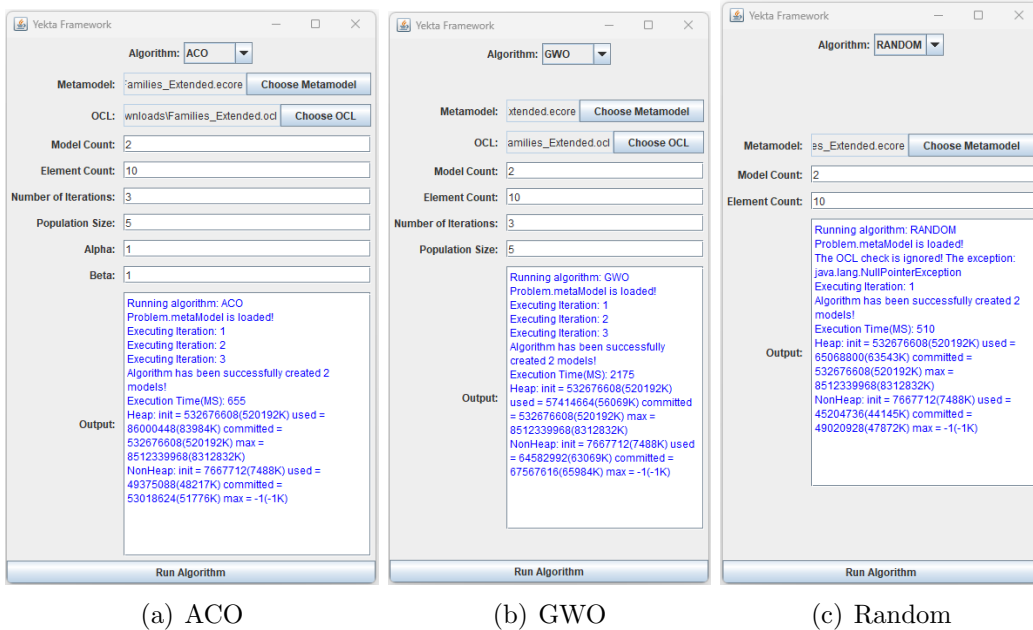 Yekta Framework
Algorithm: ACO
Metamodel: Families_Extended.ecore Choose Metamodel
OCL: wnloads\Families_Extended.ocl Choose OCL
Model Count: 2
Element Count: 10
Number of Iterations: 3
Population Size: 5
Alpha: 1
Beta: 1
Output:
Running algorithm: ACO
Problem.metaModel is loaded!
Executing Iteration: 1
Executing Iteration: 2
Executing Iteration: 3
Algorithm has been successfully created 2
models!
Execution Time(MS): 655
Heap: init = 532676608(520192K) used =
86000448(83984K) committed =
532676608(520192K) max =
8512339968(8312832K)
NonHeap: init = 7667712(7488K) used =
49375088(48217K) committed =
53018624(51776K) max = -1(-1K)
Run Algorithm
(a) ACO
Yekta Framework
Algorithm: GWO
Metamodel: xtended.ecore Choose Metamodel
OCL: amilies_Extended.ocl Choose OCL
Model Count: 2
Element Count: 10
Number of Iterations: 3
Population Size: 5
Output:
Running algorithm: GWO
Problem.metaModel is loaded!
Executing Iteration: 1
Executing Iteration: 2
Executing Iteration: 3
Algorithm has been successfully
created 2 models!
Execution Time(MS): 2175
Heap: init = 532676608(520192K)
used = 57414664(56069K) committed
= 532676608(520192K) max =
8512339968(8312832K)
NonHeap: init = 7667712(7488K)
used = 64582992(63069K) committed =
67567616(65984K) max = -1(-1K)
Run Algorithm
(b) GWO
Yekta Framework
Algorithm: RANDOM
Metamodel: es_Extended.ecore Choose Metamodel
Model Count: 2
Element Count: 10
Output:
Running algorithm: RANDOM
Problem.metaModel is loaded!
The OCL check is ignored! The exception:
java.lang.NullPointerException
Executing Iteration: 1
Algorithm has been successfully created 2
models!
Execution Time(MS): 510
Heap: init = 532676608(520192K) used =
65068800(63543K) committed =
532676608(520192K) max =
8512339968(8312832K)
NonHeap: init = 7667712(7488K) used =
45204736(44145K) committed =
49020928(47872K) max = -1(-1K)
Run Algorithm
(c) Random